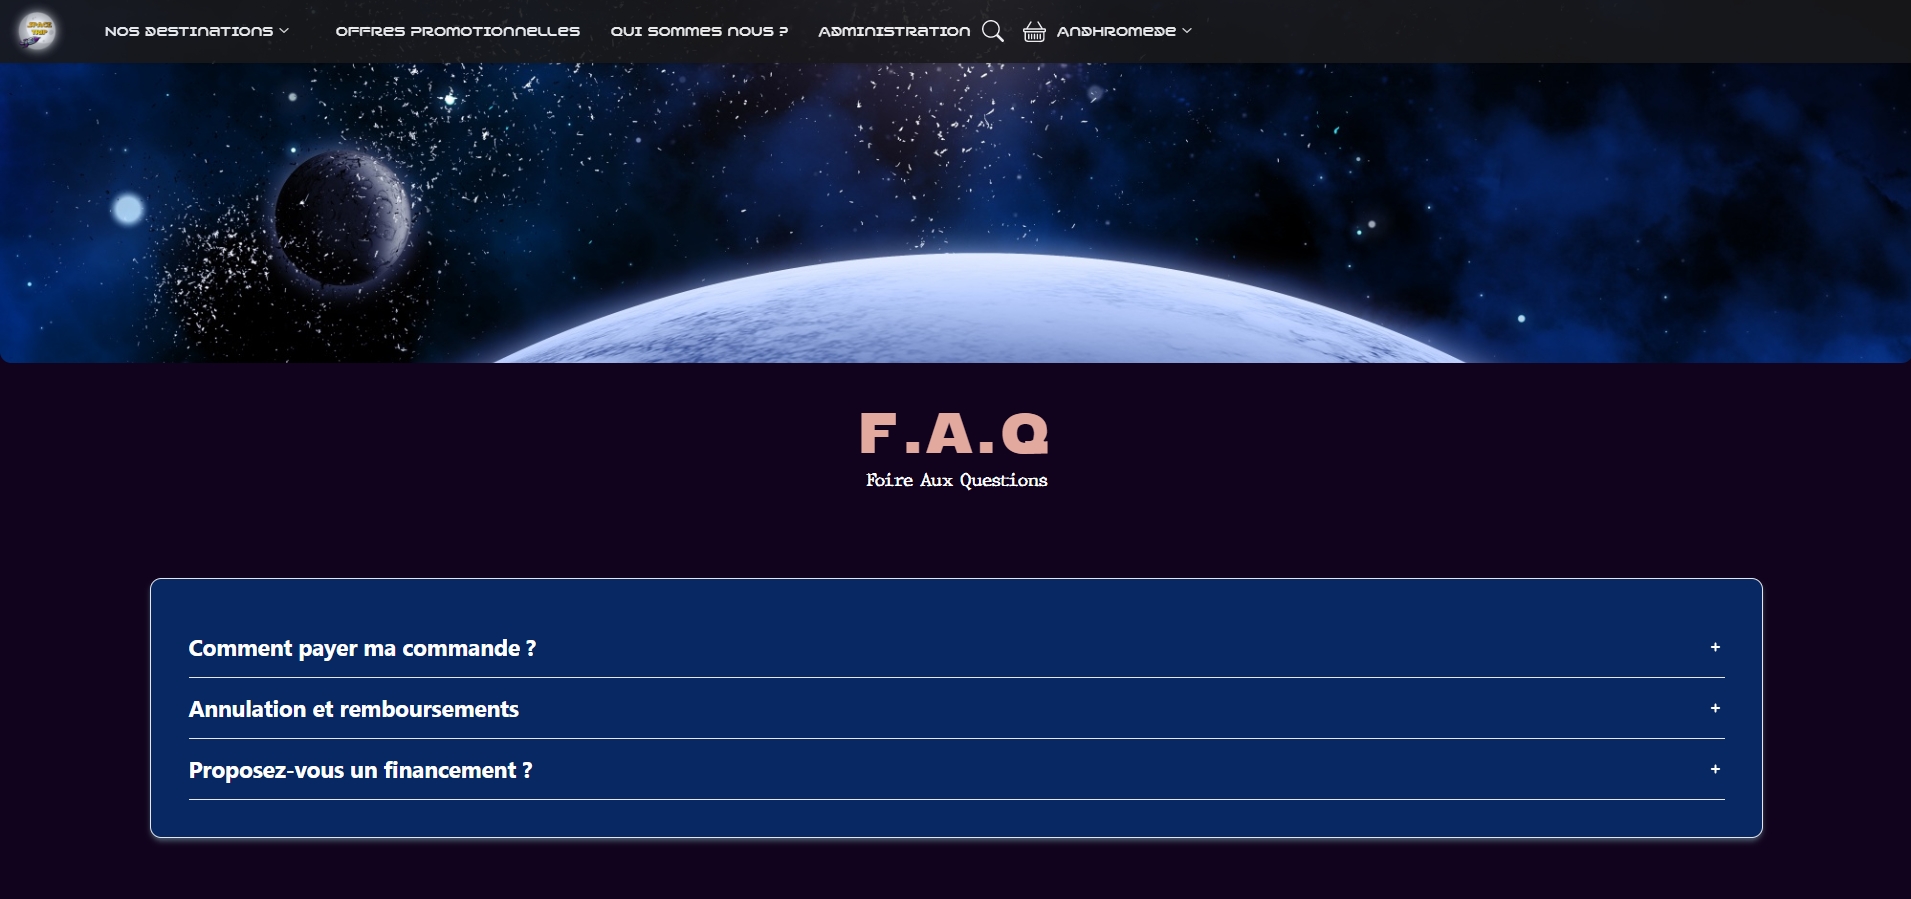 SPACE TRIP
NOS DESTINATIONS OFFRES PROMOTIONNELLES QUI SOMMES NOUS ? ADMINISTRATION ANDHROMEDE
F.A.Q
Foire Aux Questions
Comment payer ma commande ? +
Annulation et remboursements +
Proposez-vous un financement ? +